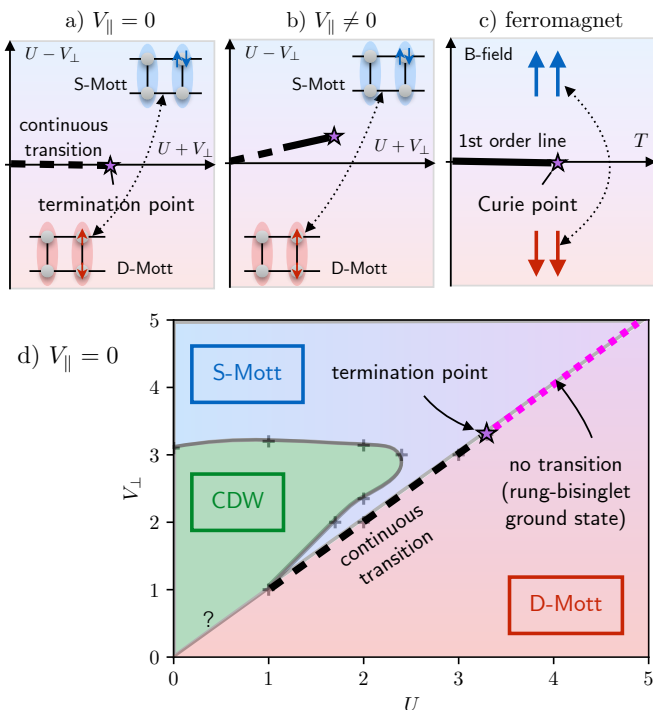 a) V∥ = 0
b) V∥ ≠ 0
c) ferromagnet
U − V⊥
S-Mott
continuous
transition
U + V⊥
termination point
D-Mott
U − V⊥
S-Mott
U + V⊥
D-Mott
B-field
1st order line
T
Curie point
d) V∥ = 0
5
4
3
2
1
0
V⊥
S-Mott
CDW
?
termination point
continuous
transition
no transition
(rung-bisinglet
ground state)
D-Mott
0
1
2
3
4
5
U